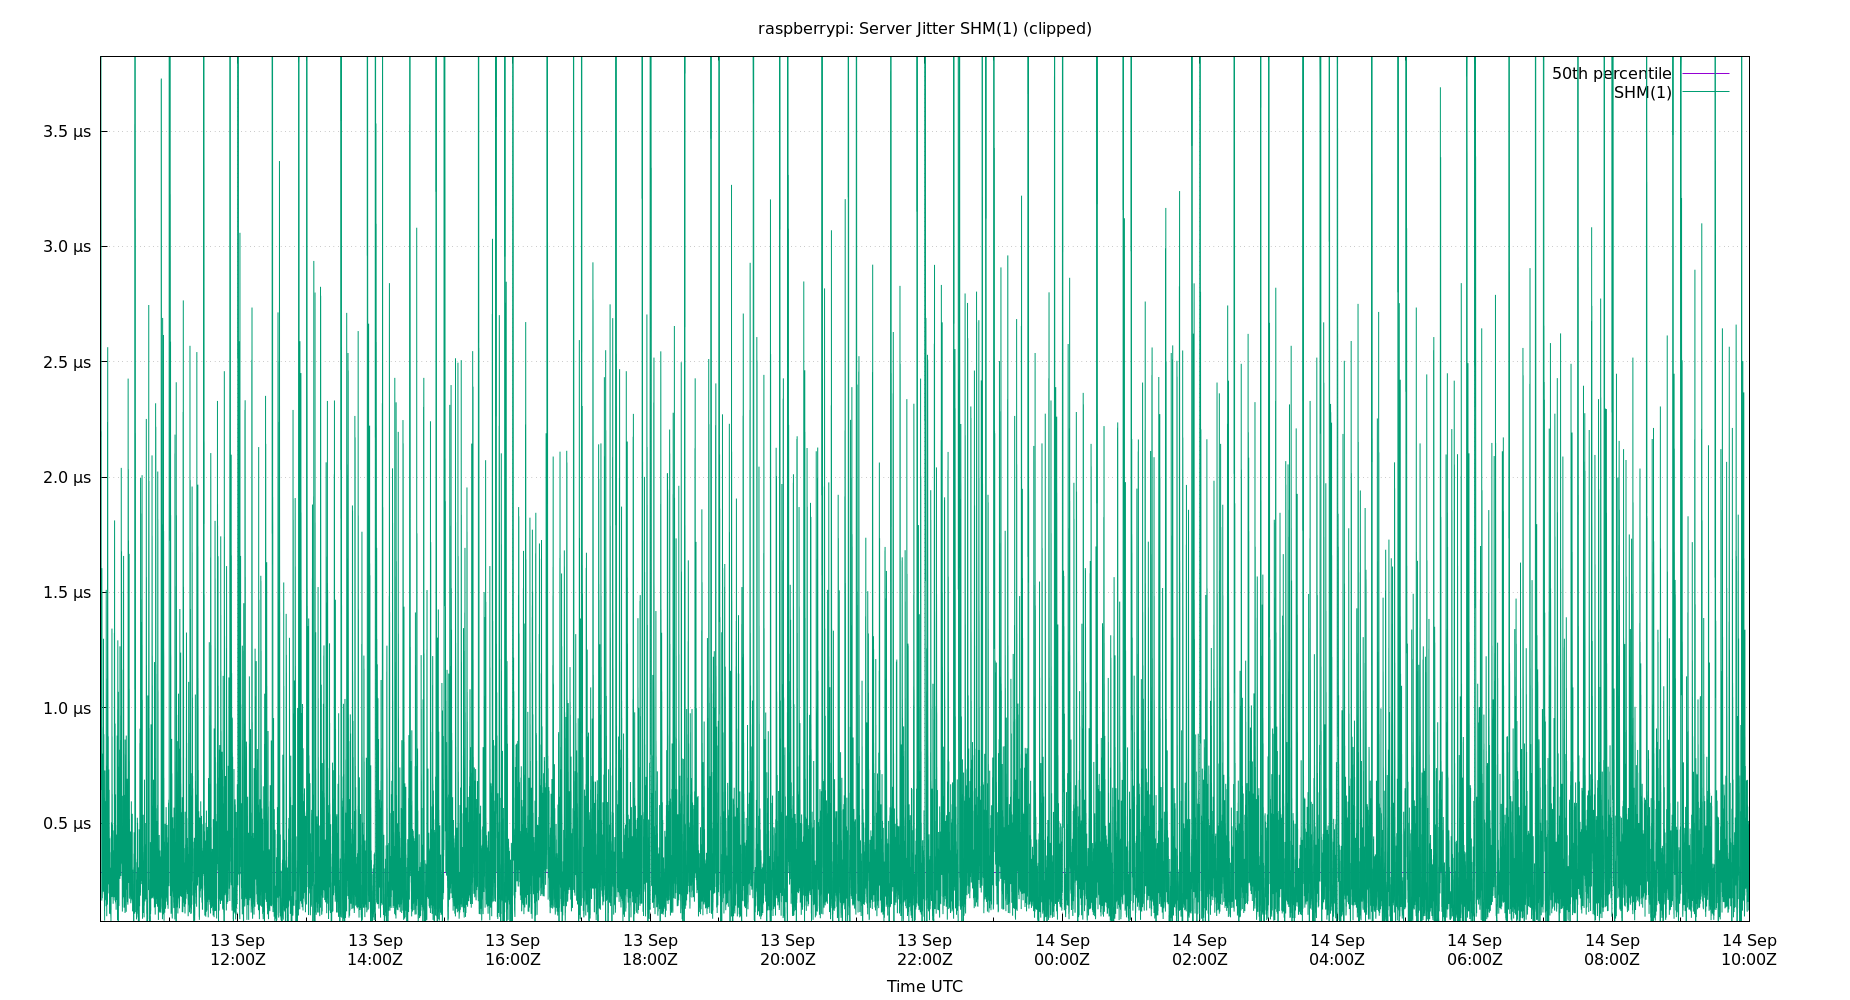 raspberrypi: Server Jitter SHM(1) (clipped)
50th percentile
SHM(1)
3.5 µs
3.0 µs
2.5 µs
2.0 µs
1.5 µs
1.0 µs
0.5 µs
13 Sep 13 Sep 13 Sep 13 Sep 13 Sep 13 Sep 14 Sep 14 Sep 14 Sep 14 Sep 14 Sep 14 Sep
12:00Z 14:00Z 16:00Z 18:00Z 20:00Z 22:00Z 00:00Z 02:00Z 04:00Z 06:00Z 08:00Z 10:00Z
Time UTC